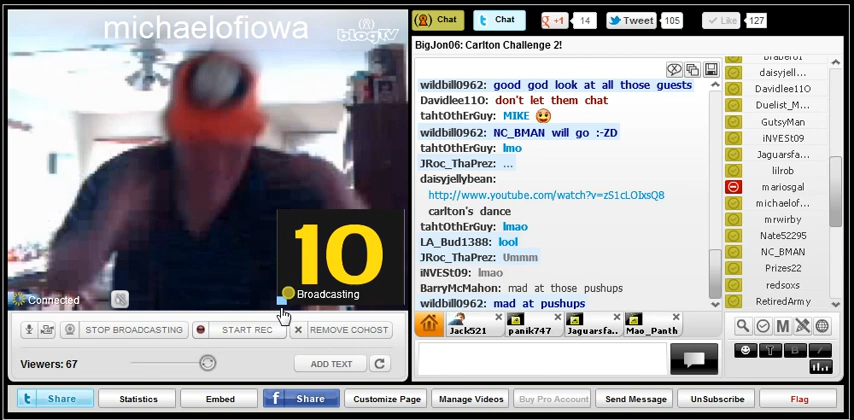 michaelofiowa
blogTV
10
Broadcasting
Connected
STOP BROADCASTING
START REC
REMOVE COHOST
Viewers: 67
ADD TEXT
Chat
Chat
+1
14
Tweet
105
Like
127
BigJon06: Carlton Challenge 2!
wildbill0962: good god look at all those guests
Davidlee110: don't let them chat
tahtOthErGuy: MIKE
wildbill0962: NC_BMAN will go :-ZD
tahtOthErGuy: lmo
JRoc_ThaPrez: ...
daisyjellybean:
http://www.youtube.com/watch?v=zS1cLOIxsQ8
carlton's dance
tahtOthErGuy: lmao
LA_Bud1388: lool
JRoc_ThaPrez: Ummm
iNVESt09: lmao
BarryMcMahon: mad at those pushups
wildbill0962: mad at pushups
Jack521
panik747
Jaguarsfa..
Mao_Panth
daisyjell...
Davidlee110
Duelist_M...
GutsyMan
iNVESt09
Jaguarsfa...
lilrob
mariosgal
michaelof...
mrwirby
Nate52295
NC_BMAN
Prizes22
redsoxs
RetiredArmy
M
T
B
I
Share
Statistics
Embed
f Share
Customize Page
Manage Videos
Buy Pro Account
Send Message
UnSubscribe
Flag